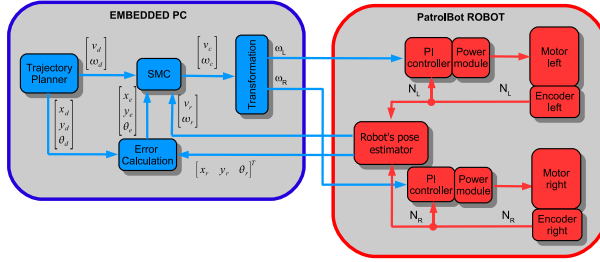 EMBEDDED PC
PatrolBot ROBOT
Trajectory
Planner
v_d
ω_d
SMC
v_c
ω_c
Transformation
ω_L
ω_R
x_d
y_d
θ_d
x_e
y_e
θ_e
v_r
ω_r
Error
Calculation
[x_r y_r θ_r]^T
PI
controller
Power
module
Motor
left
Encoder
left
N_L
N_L
Robot's pose
estimator
PI
controller
Power
module
Motor
right
Encoder
right
N_R
N_R